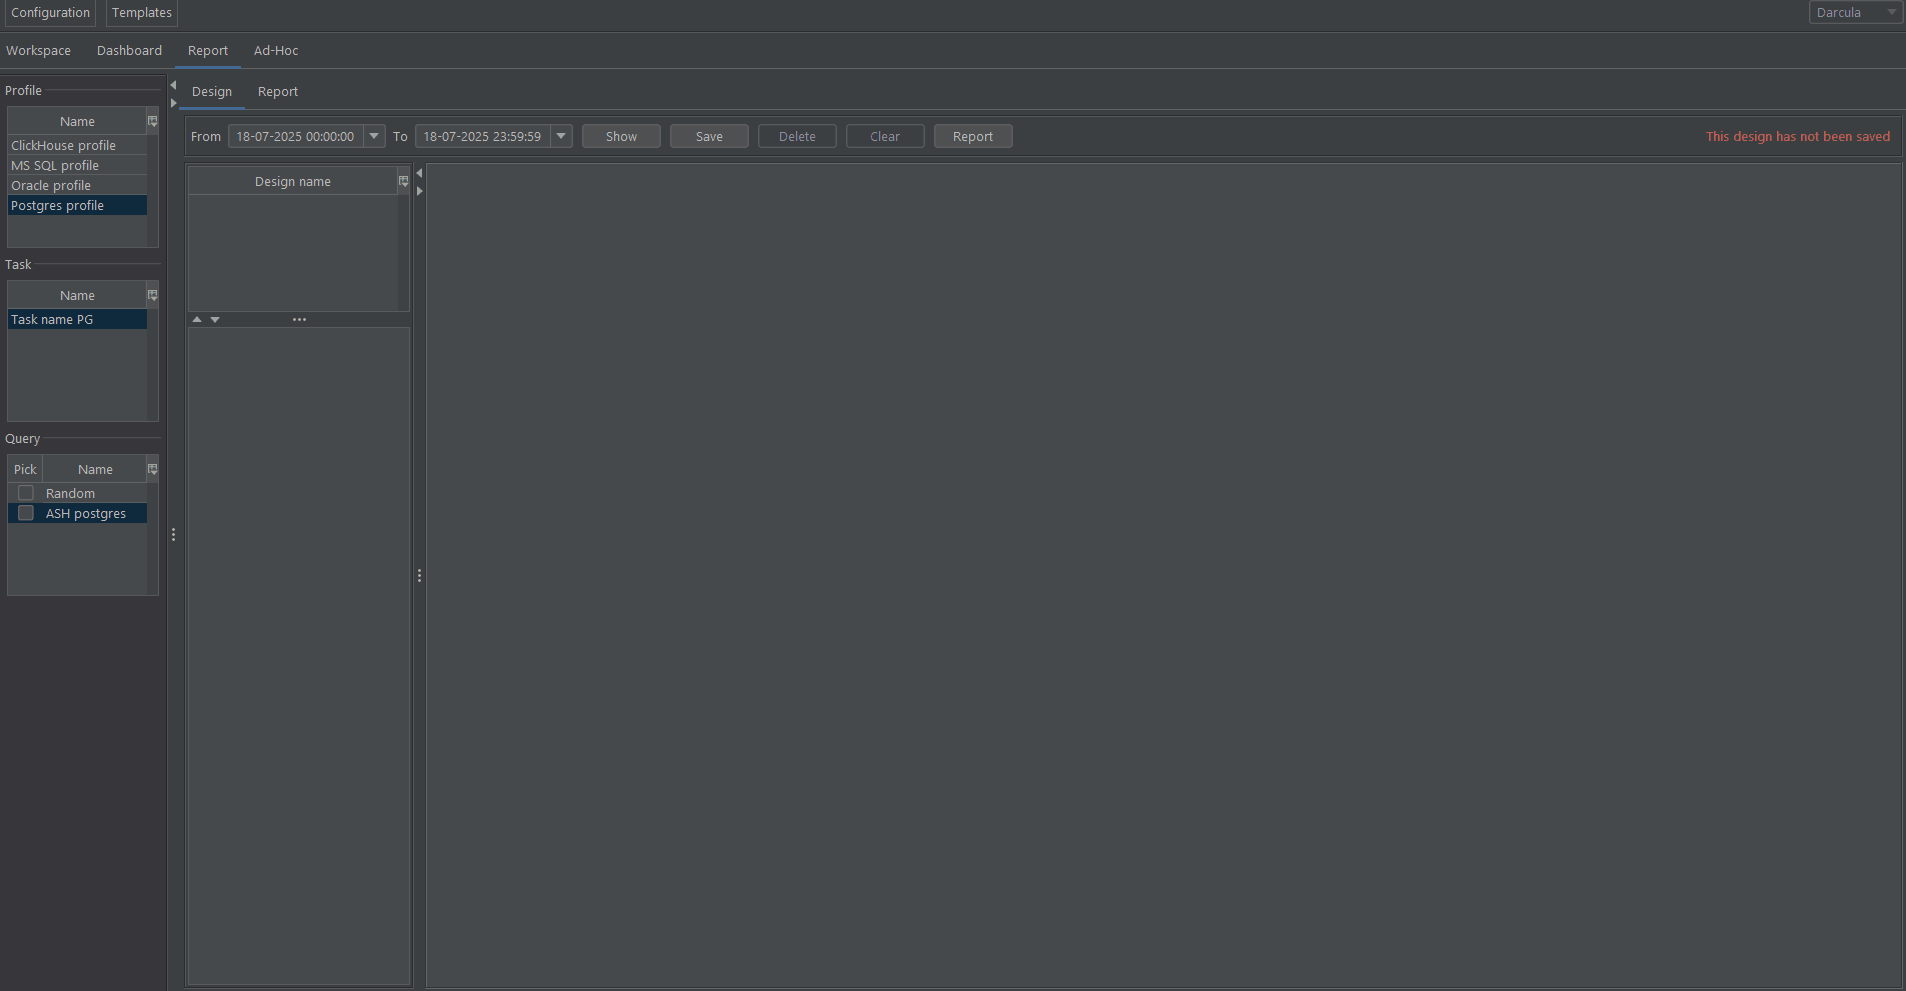 Configuration Templates Darcula
Workspace Dashboard Report Ad-Hoc
Profile
Name
ClickHouse profile
MS SQL profile
Oracle profile
Postgres profile
Task
Name
Task name PG
Query
Pick Name
Random
ASH postgres
Design Report
From 18-07-2025 00:00:00 To 18-07-2025 23:59:59 Show Save Delete Clear Report This design has not been saved
Design name